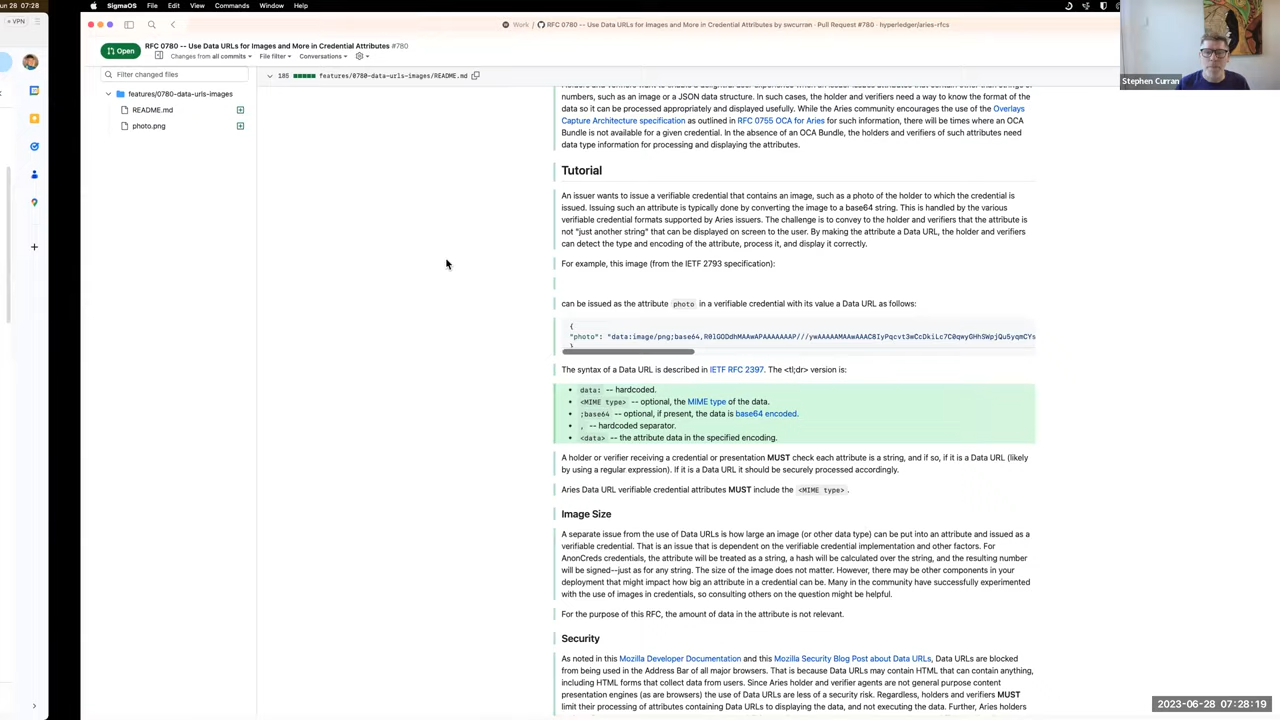 un 28 07:28
SigmaOS File Edit View Commands Window Help
VPN
Work / RFC 0780 -- Use Data URLs for Images and More in Credential Attributes by swcurran · Pull Request #780 · hyperledger/aries-rfcs
Open
RFC 0780 -- Use Data URLs for Images and More in Credential Attributes #780
Changes from all commits File filter Conversations
Filter changed files
185 features/0780-data-urls-images/README.md
features/0780-data-urls-images
README.md
photo.png
Stephen Curran
numbers, such as an image or a JSON data structure. In such cases, the holder and verifiers need a way to know the format of the
data so it can be processed appropriately and displayed usefully. While the Aries community encourages the use of the Overlays
Capture Architecture specification as outlined in RFC 0755 OCA for Aries for such information, there will be times where an OCA
Bundle is not available for a given credential. In the absence of an OCA Bundle, the holders and verifiers of such attributes need
data type information for processing and displaying the attributes.
Tutorial
An issuer wants to issue a verifiable credential that contains an image, such as a photo of the holder to which the credential is
issued. Issuing such an attribute is typically done by converting the image to a base64 string. This is handled by the various
verifiable credential formats supported by Aries issuers. The challenge is to convey to the holder and verifiers that the attribute is
not "just another string" that can be displayed on screen to the user. By making the attribute a Data URL, the holder and verifiers
can detect the type and encoding of the attribute, process it, and display it correctly.
For example, this image (from the IETF 2793 specification):
can be issued as the attribute photo in a verifiable credential with its value a Data URL as follows:
{
"photo": "data:image/png;base64,
}
The syntax of a Data URL is described in IETF RFC 2397. The <tl;dr> version is:
• data: -- hardcoded.
• <MIME type> -- optional, the MIME type of the data.
• ;base64 -- optional, if present, the data is base64 encoded.
• , -- hardcoded separator.
• <data> -- the attribute data in the specified encoding.
A holder or verifier receiving a credential or presentation MUST check each attribute is a string, and if so, if it is a Data URL (likely
by using a regular expression). If it is a Data URL it should be securely processed accordingly.
Aries Data URL verifiable credential attributes MUST include the <MIME type>.
Image Size
A separate issue from the use of Data URLs is how large an image (or other data type) can be put into an attribute and issued as a
verifiable credential. That is an issue that is dependent on the verifiable credential implementation and other factors. For
AnonCreds credentials, the attribute will be treated as a string, a hash will be calculated over the string, and the resulting number
will be signed--just as for any string. The size of the image does not matter. However, there may be other components in your
deployment that might impact how big an attribute in a credential can be. Many in the community have successfully experimented
with the use of images in credentials, so consulting others on the question might be helpful.
For the purpose of this RFC, the amount of data in the attribute is not relevant.
Security
As noted in this Mozilla Developer Documentation and this Mozilla Security Blog Post about Data URLs, Data URLs are blocked
from being used in the Address Bar of all major browsers. That is because Data URLs may contain HTML that can contain anything,
including HTML forms that collect data from users. Since Aries holder and verifier agents are not general purpose content
presentation engines (as are browsers) the use of Data URLs are less of a security risk. Regardless, holders and verifiers MUST
limit their processing of attributes containing Data URLs to displaying the data, and not executing the data. Further, Aries holders
2023-06-28 07:28:19